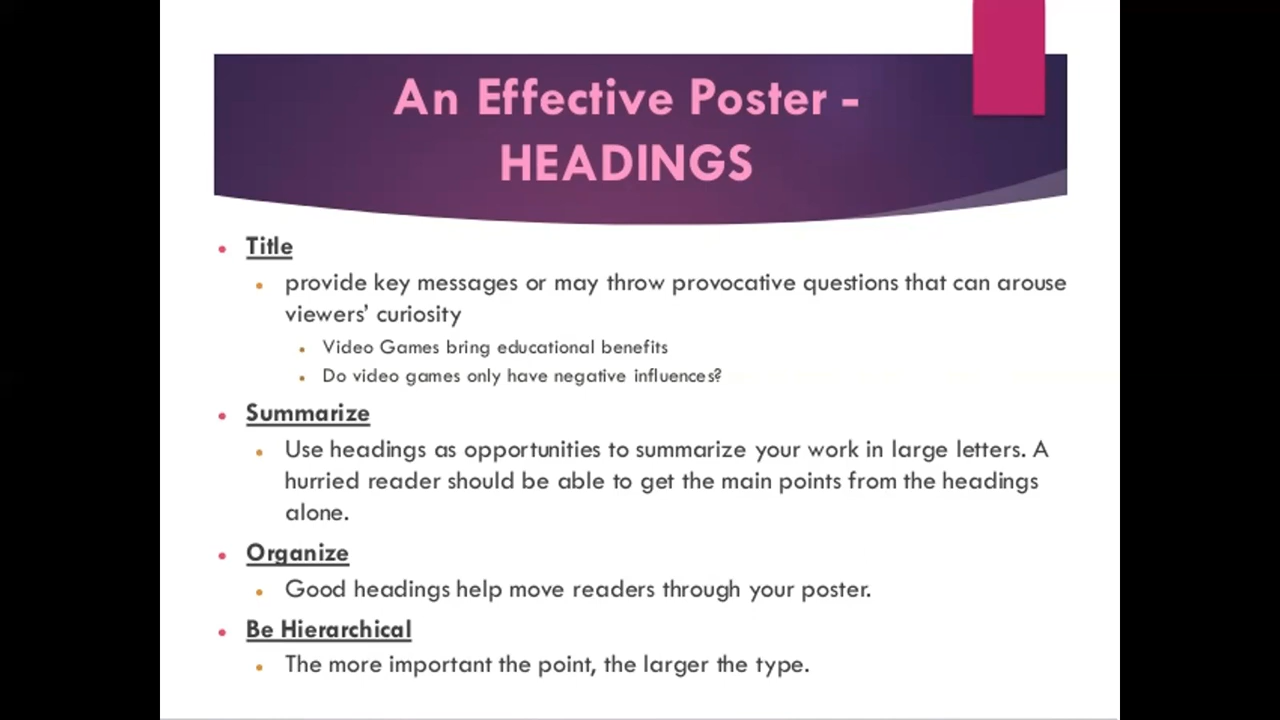 An Effective Poster -
HEADINGS
• Title
• provide key messages or may throw provocative questions that can arouse
viewers’ curiosity
• Video Games bring educational benefits
• Do video games only have negative influences?
• Summarize
• Use headings as opportunities to summarize your work in large letters. A
hurried reader should be able to get the main points from the headings
alone.
• Organize
• Good headings help move readers through your poster.
• Be Hierarchical
• The more important the point, the larger the type.